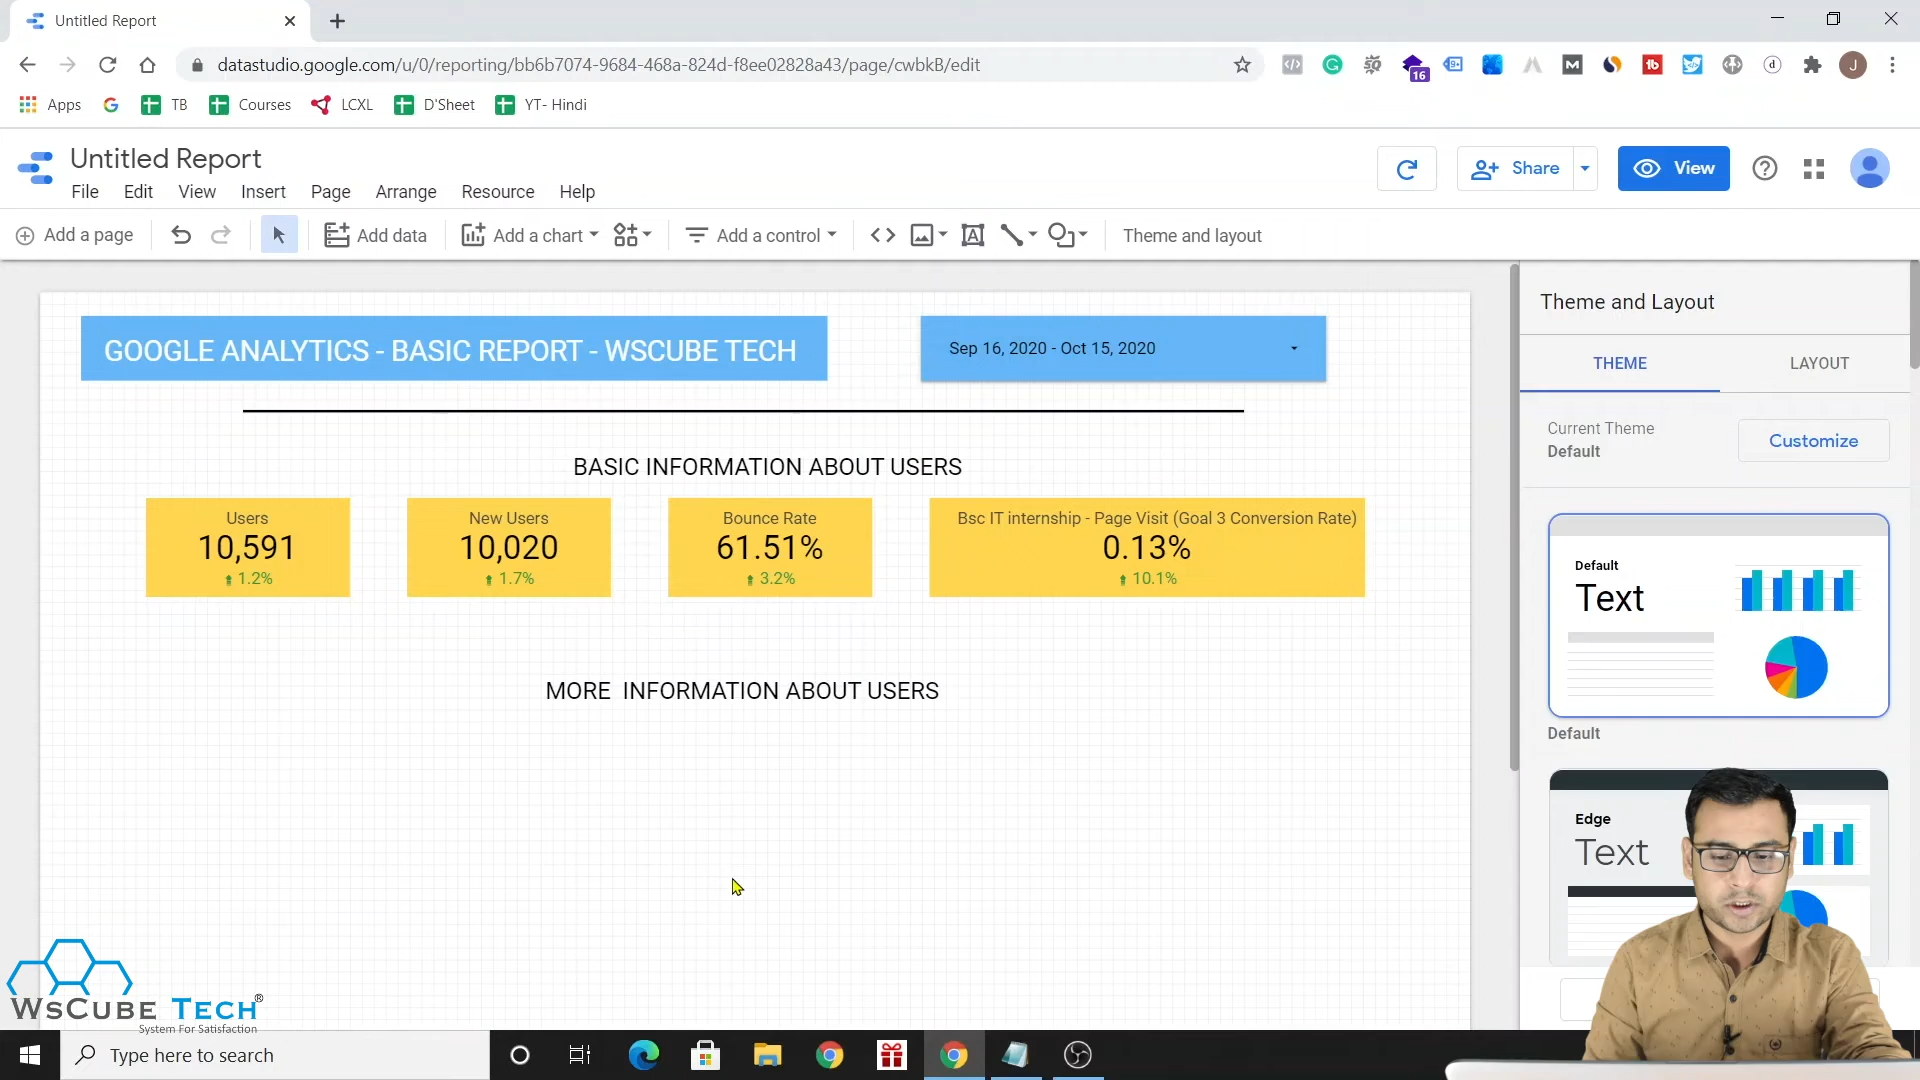 Untitled Report
datastudio.google.com/u/0/reporting/bb6b7074-9684-468a-824d-f8ee02828a43/page/cwbkB/edit
16
J
Apps
TB
Courses
LCXL
D'Sheet
YT- Hindi
Untitled Report
File
Edit
View
Insert
Page
Arrange
Resource
Help
Share
View
Add a page
Add data
Add a chart
Add a control
Theme and layout
GOOGLE ANALYTICS - BASIC REPORT - WSCUBE TECH
Sep 16, 2020 - Oct 15, 2020
BASIC INFORMATION ABOUT USERS
Users
10,591
1.2%
New Users
10,020
1.7%
Bounce Rate
61.51%
3.2%
Bsc IT internship - Page Visit (Goal 3 Conversion Rate)
0.13%
10.1%
MORE  INFORMATION ABOUT USERS
Theme and Layout
THEME
LAYOUT
Current Theme
Default
Customize
Default
Text
Default
Edge
Text
WSCUBE TECH®
System For Satisfaction
Type here to search